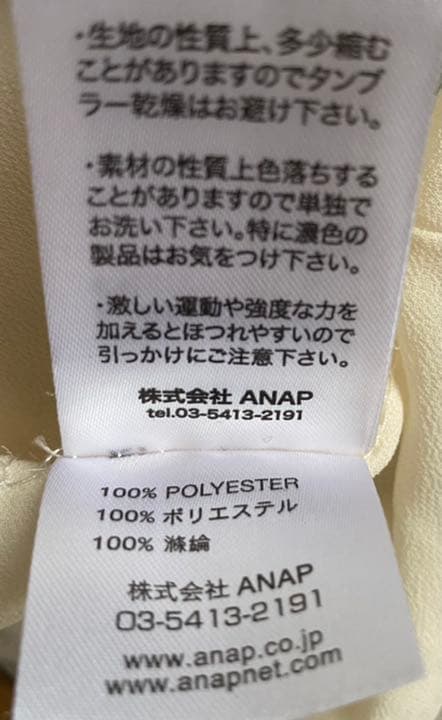 ・生地の性質上、多少縮む
ことがありますのでタンブ
ラー乾燥はお避け下さい。
・素材の性質上色落ちする
ことがありますので単独で
お洗い下さい。特に濃色の
製品はお気をつけ下さい。
・激しい運動や強度な力を
加えるとほつれやすいので
引っかけにご注意下さい。
株式会社 ANAP
tel.03-5413-2191
100% POLYESTER
100% ポリエステル
100% 滌綸
株式会社 ANAP
03-5413-2191
www.anap.co.jp
www.anapnet.com